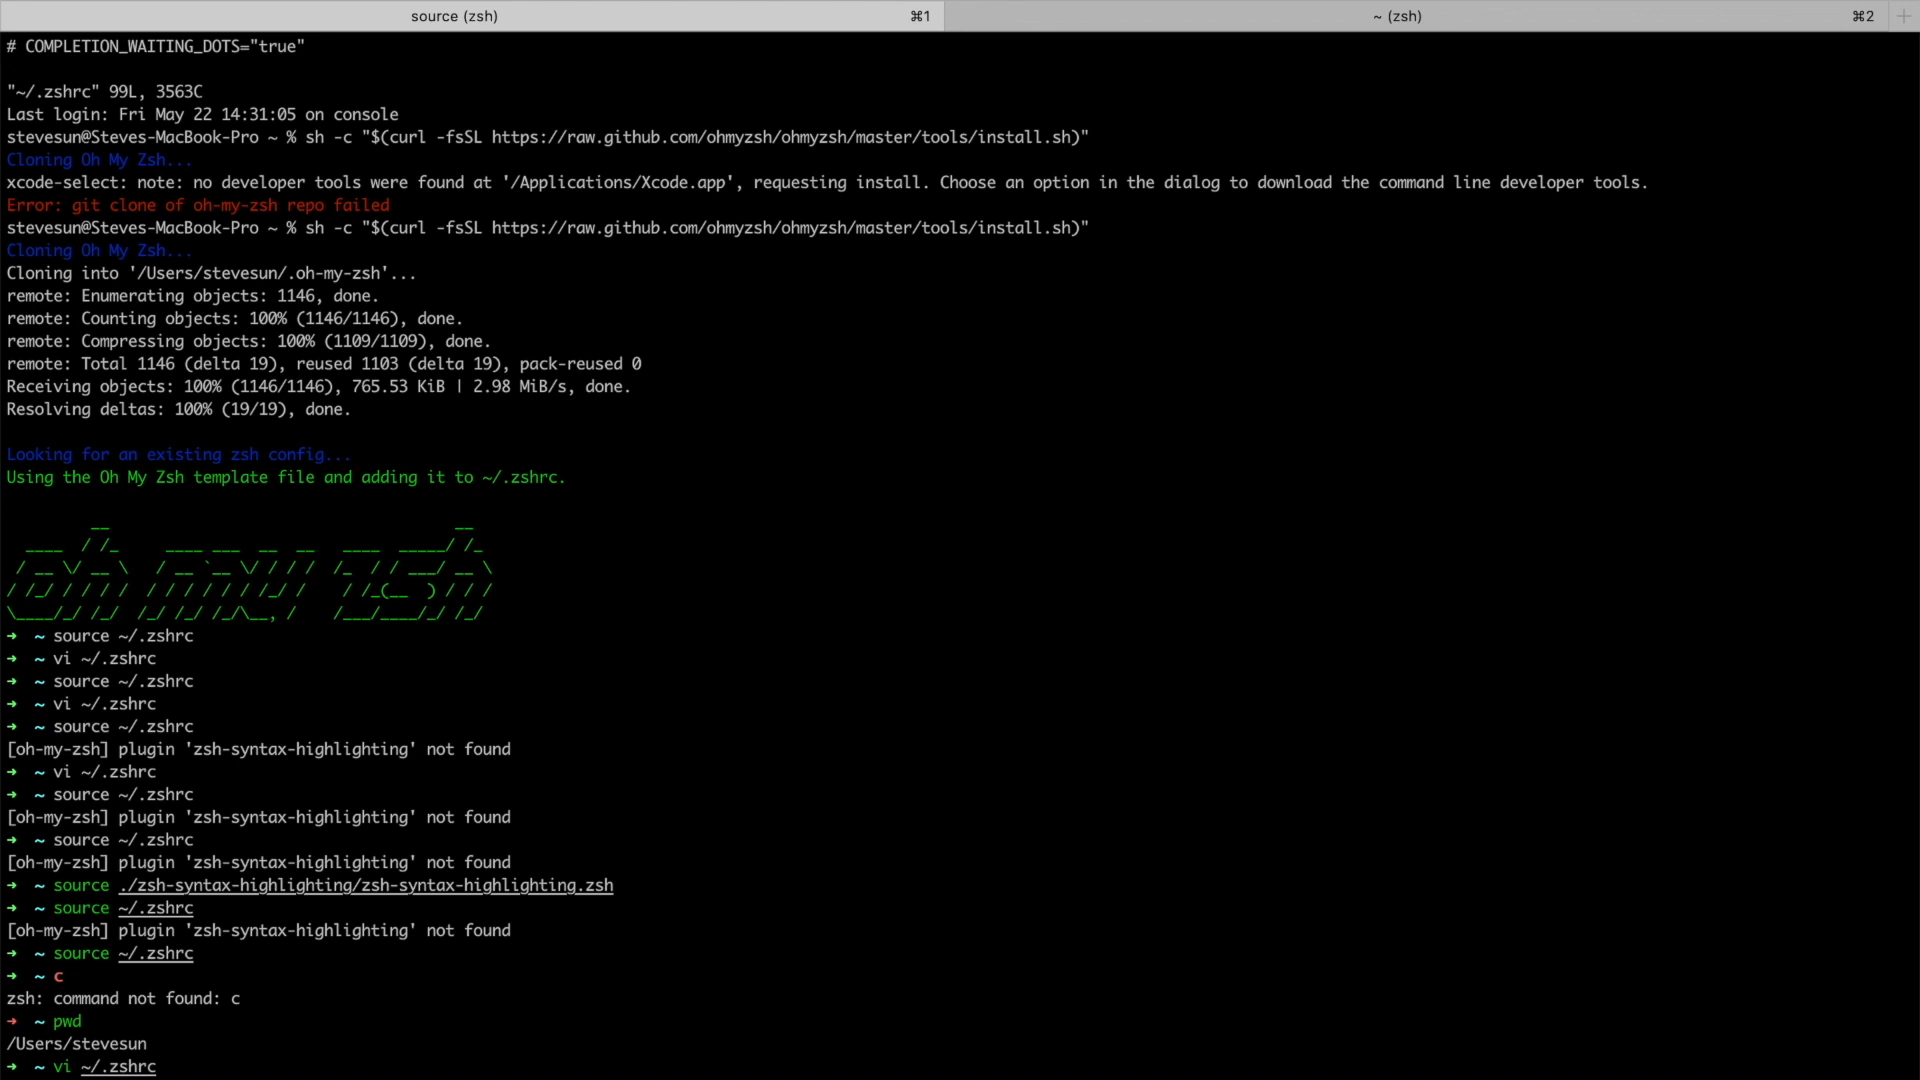 source (zsh) ⌘1 ~ (zsh) ⌘2 +
# COMPLETION_WAITING_DOTS="true"
"~/.zshrc" 99L, 3563C
Last login: Fri May 22 14:31:05 on console
stevesun@Steves-MacBook-Pro ~ % sh -c "$(curl -fsSL https://raw.github.com/ohmyzsh/ohmyzsh/master/tools/install.sh)"
Cloning Oh My Zsh...
xcode-select: note: no developer tools were found at '/Applications/Xcode.app', requesting install. Choose an option in the dialog to download the command line developer tools.
Error: git clone of oh-my-zsh repo failed
stevesun@Steves-MacBook-Pro ~ % sh -c "$(curl -fsSL https://raw.github.com/ohmyzsh/ohmyzsh/master/tools/install.sh)"
Cloning Oh My Zsh...
Cloning into '/Users/stevesun/.oh-my-zsh'...
remote: Enumerating objects: 1146, done.
remote: Counting objects: 100% (1146/1146), done.
remote: Compressing objects: 100% (1109/1109), done.
remote: Total 1146 (delta 19), reused 1103 (delta 19), pack-reused 0
Receiving objects: 100% (1146/1146), 765.53 KiB | 2.98 MiB/s, done.
Resolving deltas: 100% (19/19), done.
Looking for an existing zsh config...
Using the Oh My Zsh template file and adding it to ~/.zshrc.
oh my zsh
➜ ~ source ~/.zshrc
➜ ~ vi ~/.zshrc
➜ ~ source ~/.zshrc
➜ ~ vi ~/.zshrc
➜ ~ source ~/.zshrc
[oh-my-zsh] plugin 'zsh-syntax-highlighting' not found
➜ ~ vi ~/.zshrc
➜ ~ source ~/.zshrc
[oh-my-zsh] plugin 'zsh-syntax-highlighting' not found
➜ ~ source ~/.zshrc
[oh-my-zsh] plugin 'zsh-syntax-highlighting' not found
➜ ~ source ./zsh-syntax-highlighting/zsh-syntax-highlighting.zsh
➜ ~ source ~/.zshrc
[oh-my-zsh] plugin 'zsh-syntax-highlighting' not found
➜ ~ source ~/.zshrc
➜ ~ c
zsh: command not found: c
➜ ~ pwd
/Users/stevesun
➜ ~ vi ~/.zshrc